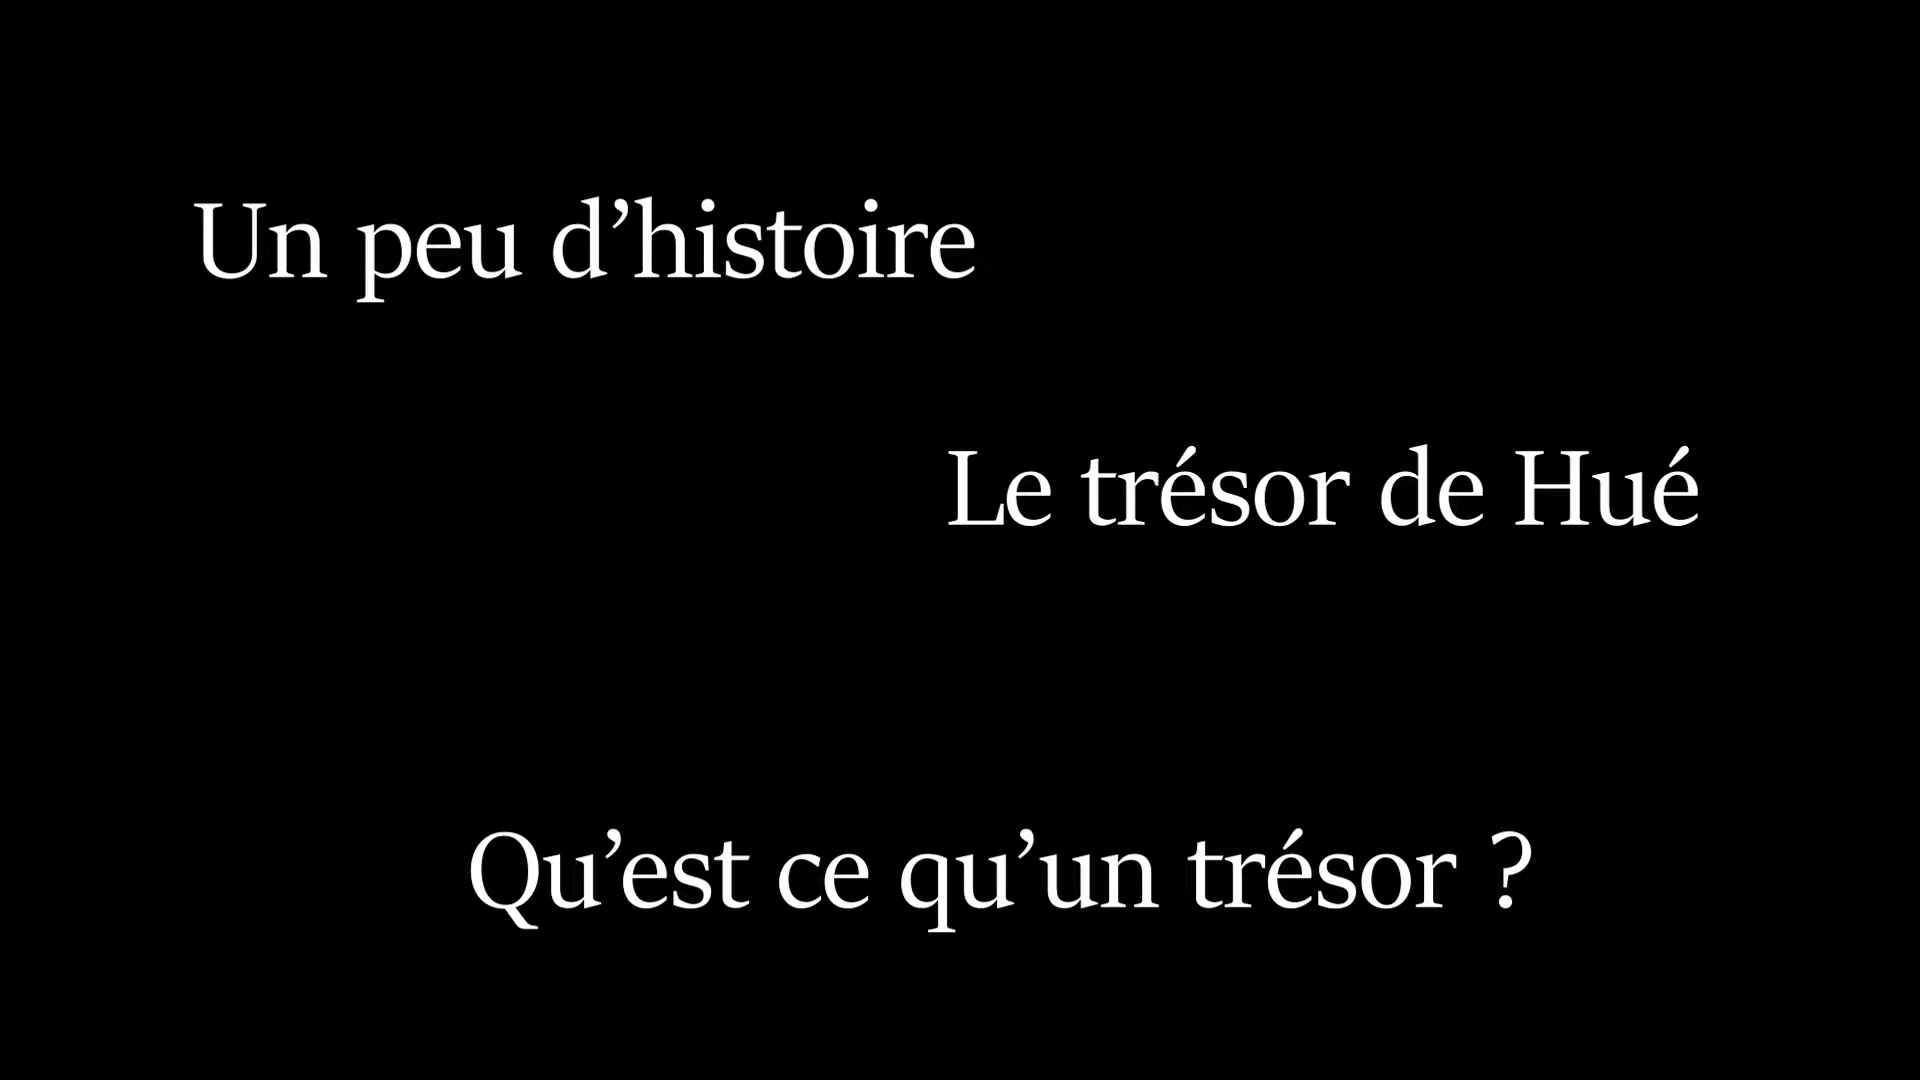 Un peu d’histoire
Le trésor de Hué
Qu’est ce qu’un trésor ?